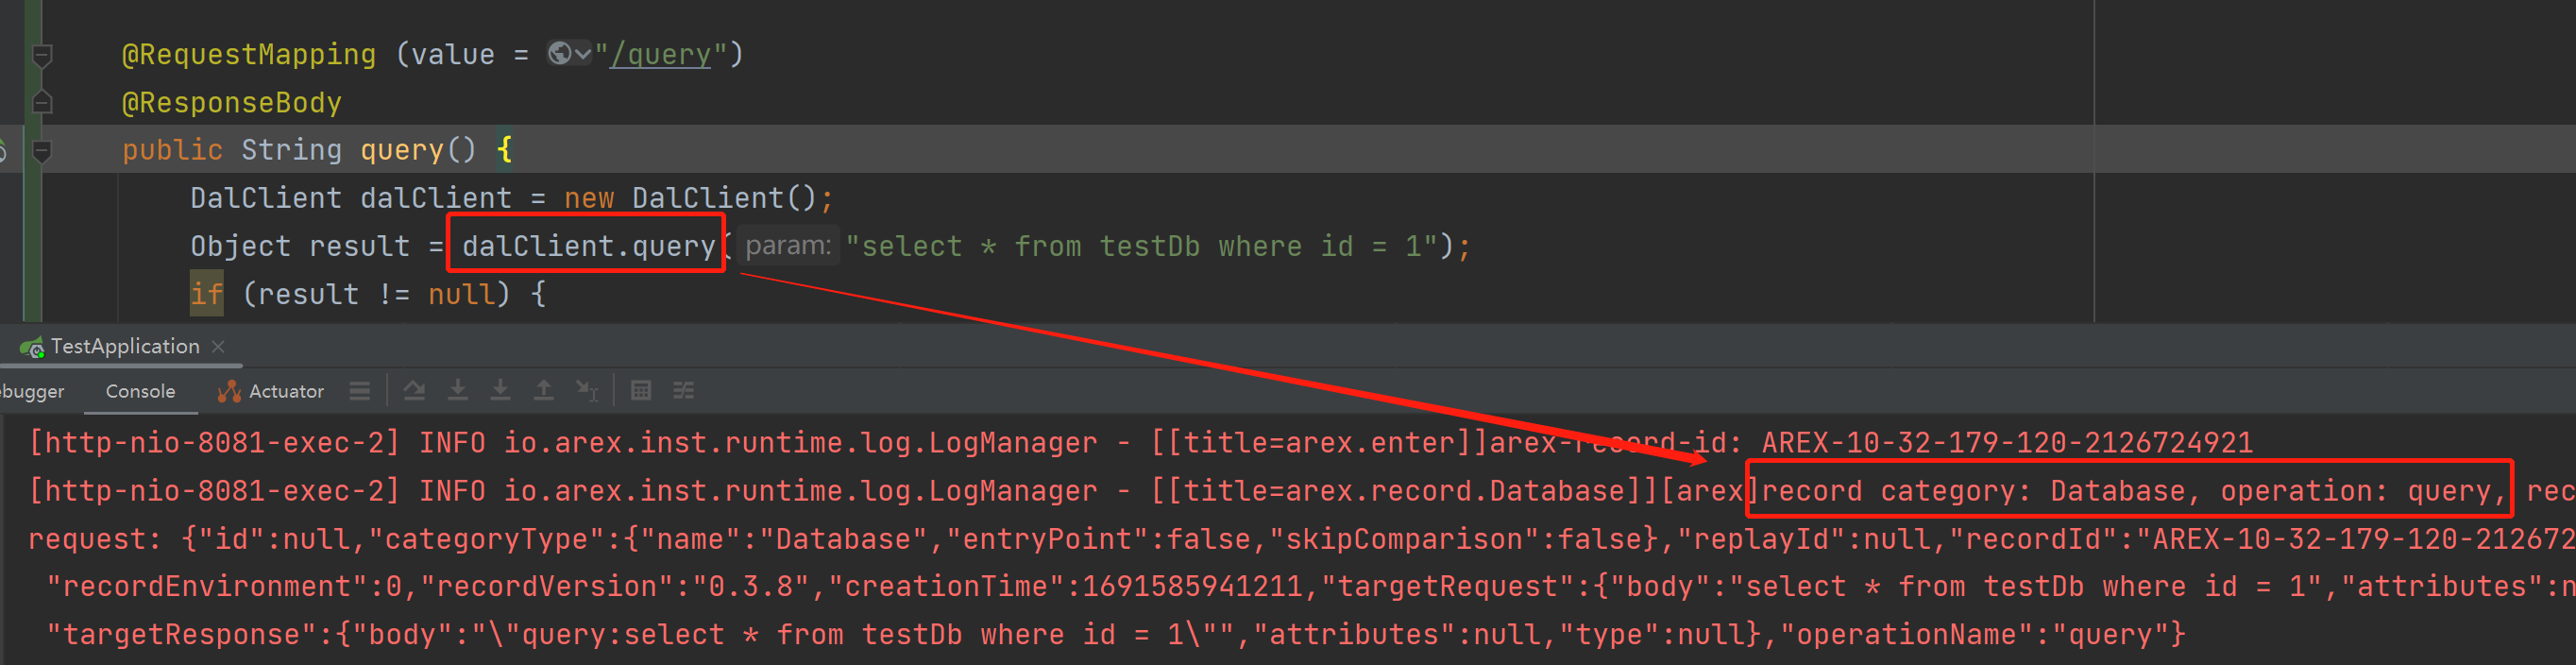 @RequestMapping (value = "/query")
@ResponseBody
public String query() {
DalClient dalClient = new DalClient();
Object result = dalClient.query( param: "select * from testDb where id = 1");
if (result != null) {
TestApplication
ebugger Console Actuator
[http-nio-8081-exec-2] INFO io.arex.inst.runtime.log.LogManager - [[title=arex.enter]]arex-record-id: AREX-10-32-179-120-2126724921
[http-nio-8081-exec-2] INFO io.arex.inst.runtime.log.LogManager - [[title=arex.record.Database]][arex]record category: Database, operation: query, rec
request: {"id":null,"categoryType":{"name":"Database","entryPoint":false,"skipComparison":false},"replayId":null,"recordId":"AREX-10-32-179-120-212672
"recordEnvironment":0,"recordVersion":"0.3.8","creationTime":1691585941211,"targetRequest":{"body":"select * from testDb where id = 1","attributes":n
"targetResponse":{"body":"\"query:select * from testDb where id = 1\"","attributes":null,"type":null},"operationName":"query"}